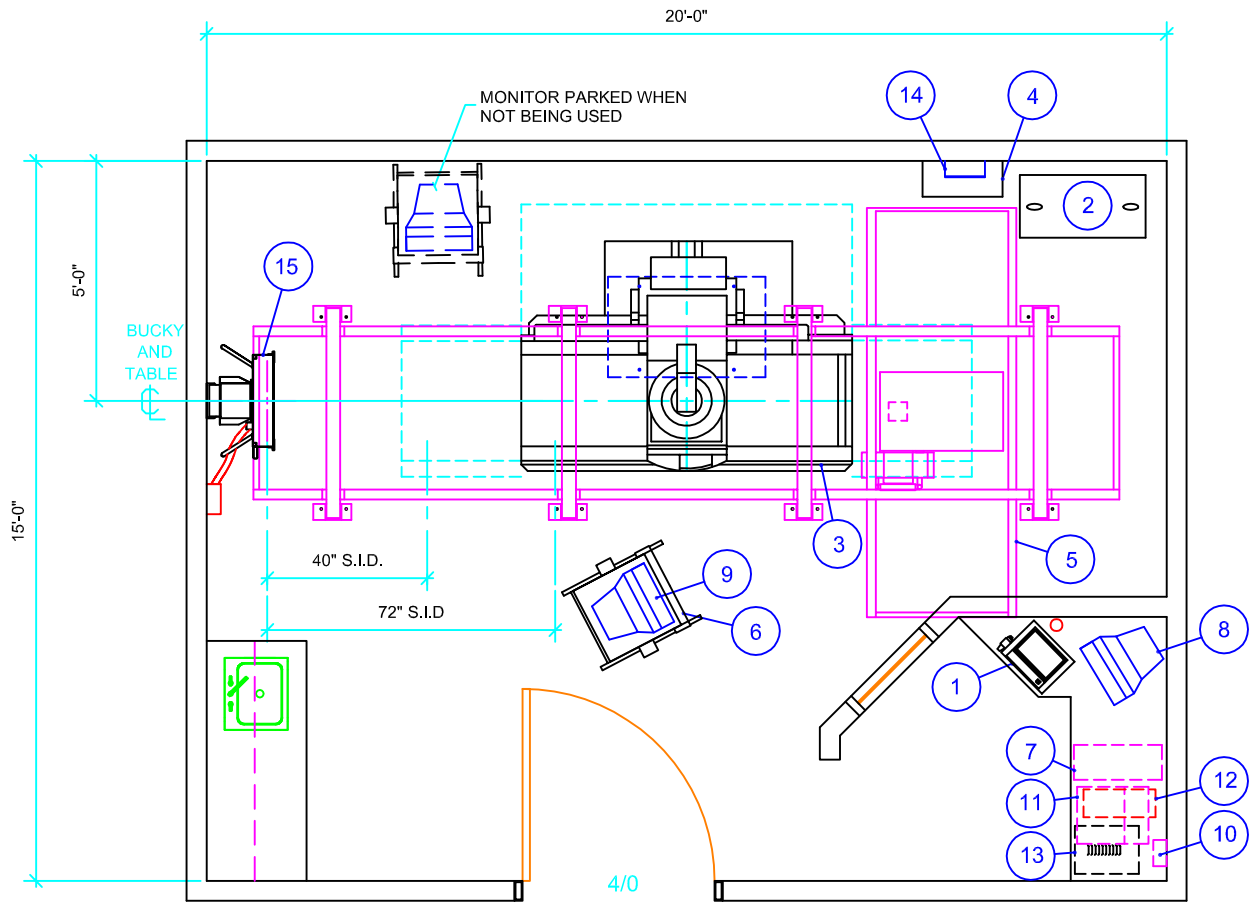 20'-0"
MONITOR PARKED WHEN
NOT BEING USED
14
4
2
5'-0"
15
BUCKY
AND
TABLE
℄
15'-0"
3
5
40" S.I.D.
72" S.I.D
9
6
8
1
7
12
11
10
13
4/0